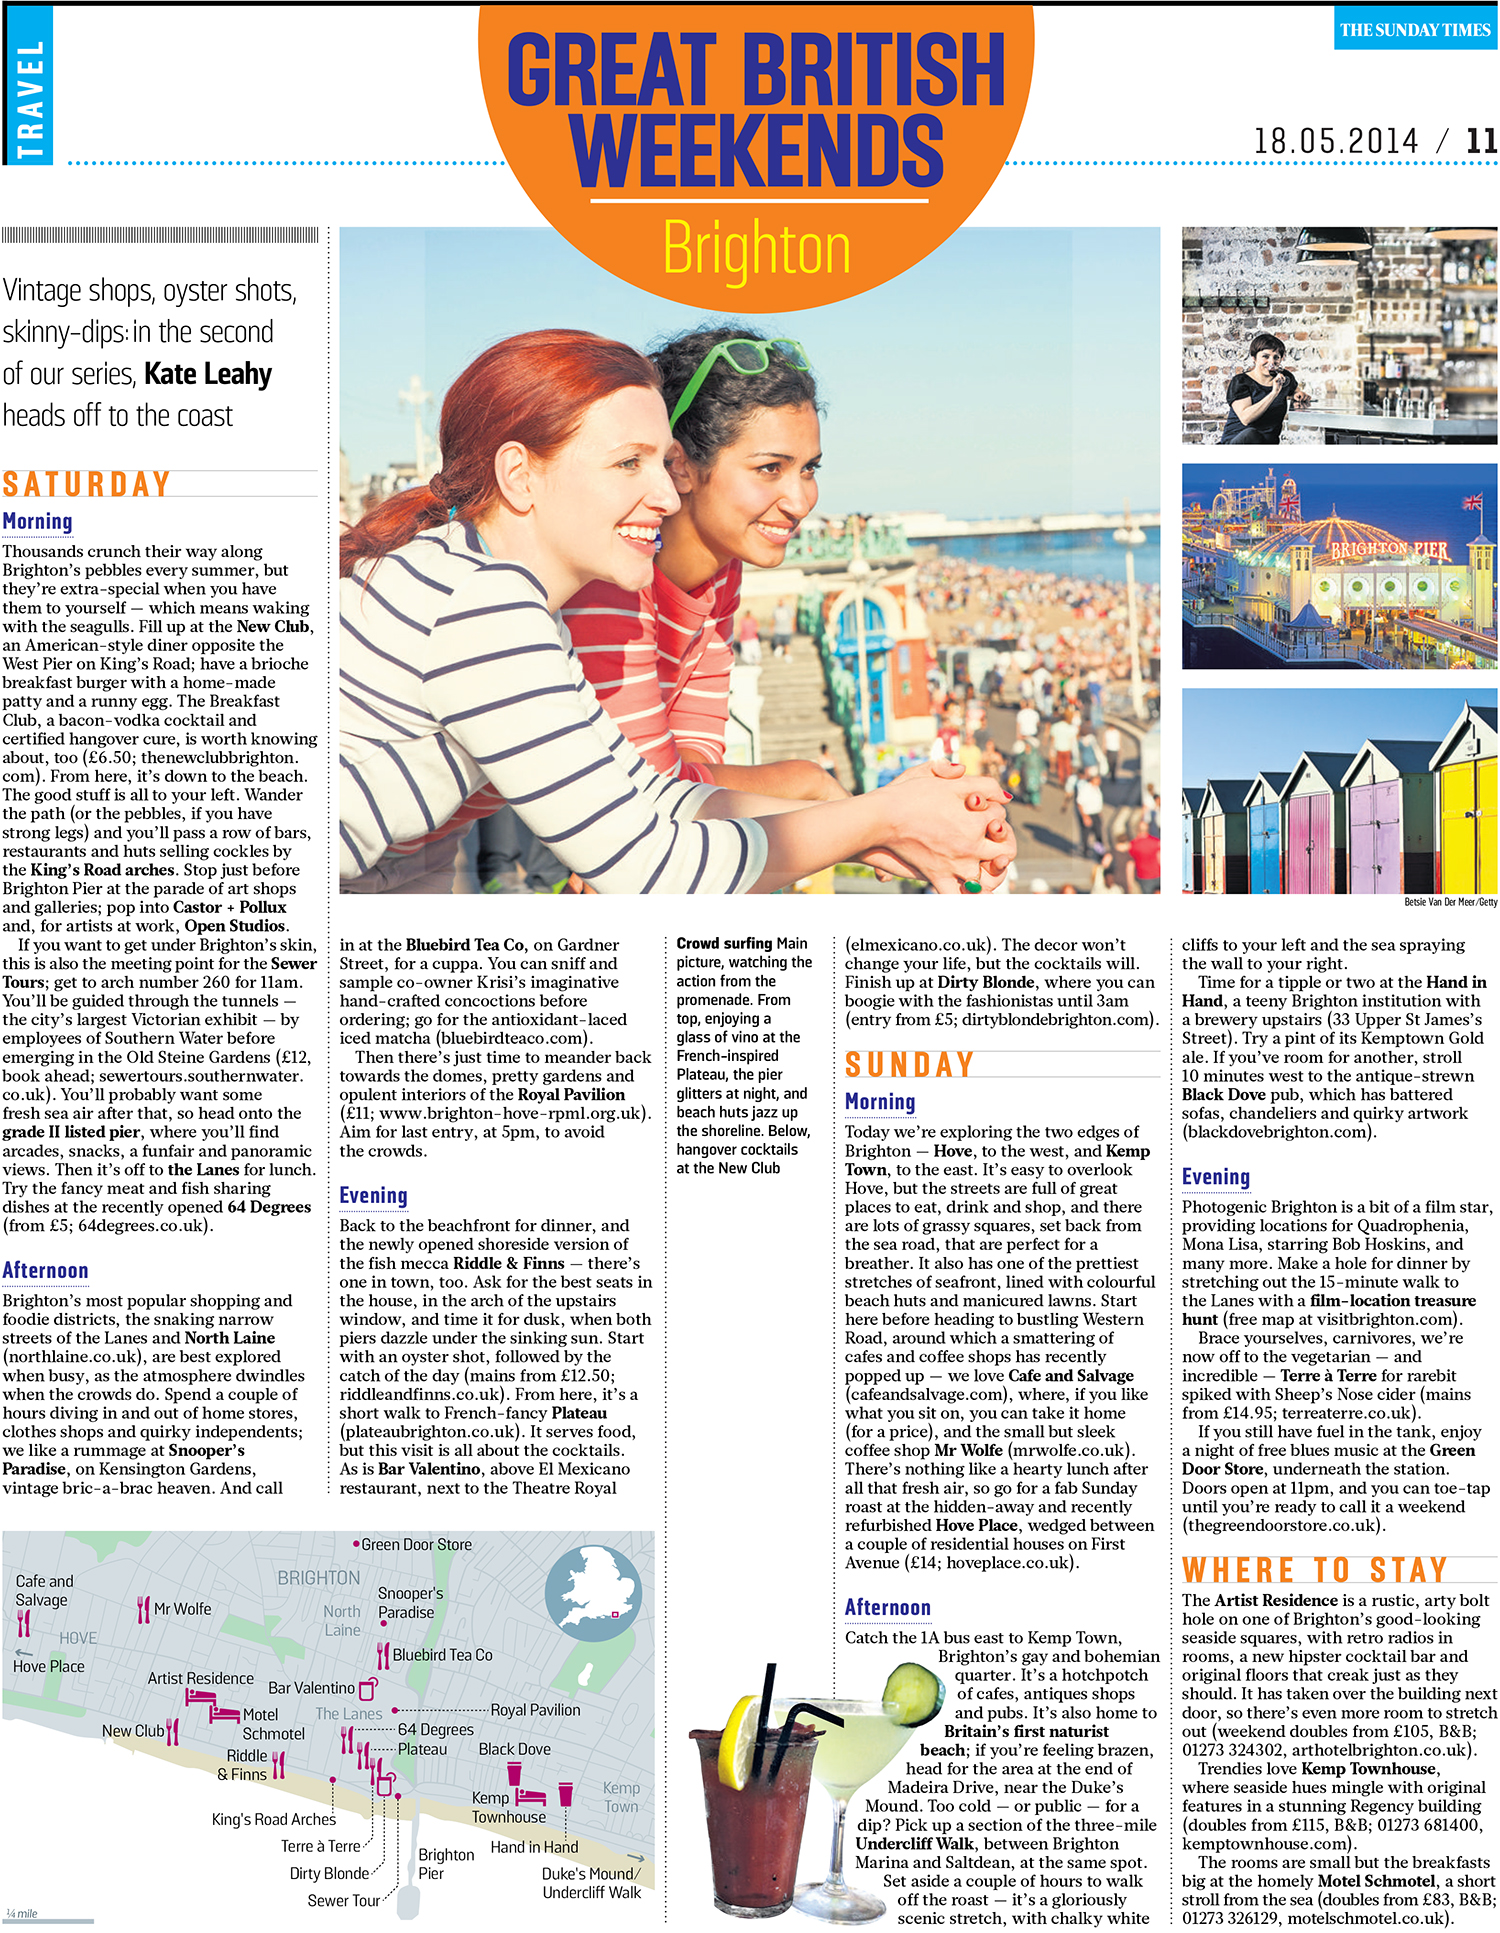 TRAVEL
GREAT BRITISH
WEEKENDS
Brighton
THE SUNDAY TIMES
18.05.2014 / 11
Vintage shops, oyster shots,
skinny-dips: in the second
of our series, Kate Leahy
heads off to the coast
SATURDAY
Morning
Thousands crunch their way along
Brighton's pebbles every summer, but
they're extra-special when you have
them to yourself — which means waking
with the seagulls. Fill up at the New Club,
an American-style diner opposite the
West Pier on King's Road; have a brioche
breakfast burger with a home-made
patty and a runny egg. The Breakfast
Club, a bacon-vodka cocktail and
certified hangover cure, is worth knowing
about, too (£6.50; thenewclubbrighton.
com). From here, it's down to the beach.
The good stuff is all to your left. Wander
the path (or the pebbles, if you have
strong legs) and you'll pass a row of bars,
restaurants and huts selling cockles by
the King's Road arches. Stop just before
Brighton Pier at the parade of art shops
and galleries; pop into Castor + Pollux
and, for artists at work, Open Studios.
If you want to get under Brighton's skin,
this is also the meeting point for the Sewer
Tours; get to arch number 260 for 11am.
You'll be guided through the tunnels —
the city's largest Victorian exhibit — by
employees of Southern Water before
emerging in the Old Steine Gardens (£12,
book ahead; sewertours.southernwater.
co.uk). You'll probably want some
fresh sea air after that, so head onto the
grade II listed pier, where you'll find
arcades, snacks, a funfair and panoramic
views. Then it's off to the Lanes for lunch.
Try the fancy meat and fish sharing
dishes at the recently opened 64 Degrees
(from £5; 64degrees.co.uk).
Afternoon
Brighton's most popular shopping and
foodie districts, the snaking narrow
streets of the Lanes and North Laine
(northlaine.co.uk), are best explored
when busy, as the atmosphere dwindles
when the crowds do. Spend a couple of
hours diving in and out of home stores,
clothes shops and quirky independents;
we like a rummage at Snooper's
Paradise, on Kensington Gardens,
vintage bric-a-brac heaven. And call
in at the Bluebird Tea Co, on Gardner
Street, for a cuppa. You can sniff and
sample co-owner Krisi's imaginative
hand-crafted concoctions before
ordering; go for the antioxidant-laced
iced matcha (bluebirdteaco.com).
Then there's just time to meander back
towards the domes, pretty gardens and
opulent interiors of the Royal Pavilion
(£11; www.brighton-hove-rpml.org.uk).
Aim for last entry, at 5pm, to avoid
the crowds.
Evening
Back to the beachfront for dinner, and
the newly opened shoreside version of
the fish mecca Riddle & Finns — there's
one in town, too. Ask for the best seats in
the house, in the arch of the upstairs
window, and time it for dusk, when both
piers dazzle under the sinking sun. Start
with an oyster shot, followed by the
catch of the day (mains from £12.50;
riddleandfinns.co.uk). From here, it's a
short walk to French-fancy Plateau
(plateaubrighton.co.uk). It serves food,
but this visit is all about the cocktails.
As is Bar Valentino, above El Mexicano
restaurant, next to the Theatre Royal
BRIGHTON PIER
Betsie Van Der Meer/Getty
Crowd surfing Main
picture, watching the
action from the
promenade. From
top, enjoying a
glass of vino at the
French-inspired
Plateau, the pier
glitters at night, and
beach huts jazz up
the shoreline. Below,
hangover cocktails
at the New Club
(elmexicano.co.uk). The decor won't
change your life, but the cocktails will.
Finish up at Dirty Blonde, where you can
boogie with the fashionistas until 3am
(entry from £5; dirtyblondebrighton.com).
SUNDAY
Morning
Today we're exploring the two edges of
Brighton — Hove, to the west, and Kemp
Town, to the east. It's easy to overlook
Hove, but the streets are full of great
places to eat, drink and shop, and there
are lots of grassy squares, set back from
the sea road, that are perfect for a
breather. It also has one of the prettiest
stretches of seafront, lined with colourful
beach huts and manicured lawns. Start
here before heading to bustling Western
Road, around which a smattering of
cafes and coffee shops has recently
popped up — we love Cafe and Salvage
(cafeandsalvage.com), where, if you like
what you sit on, you can take it home
(for a price), and the small but sleek
coffee shop Mr Wolfe (mrwolfe.co.uk).
There's nothing like a hearty lunch after
all that fresh air, so go for a fab Sunday
roast at the hidden-away and recently
refurbished Hove Place, wedged between
a couple of residential houses on First
Avenue (£14; hoveplace.co.uk).
Afternoon
Catch the 1A bus east to Kemp Town,
Brighton's gay and bohemian
quarter. It's a hotchpotch
of cafes, antiques shops
and pubs. It's also home to
Britain's first naturist
beach; if you're feeling brazen,
head for the area at the end of
Madeira Drive, near the Duke's
Mound. Too cold — or public — for a
dip? Pick up a section of the three-mile
Undercliff Walk, between Brighton
Marina and Saltdean, at the same spot.
Set aside a couple of hours to walk
off the roast — it's a gloriously
scenic stretch, with chalky white
cliffs to your left and the sea spraying
the wall to your right.
Time for a tipple or two at the Hand in
Hand, a teeny Brighton institution with
a brewery upstairs (33 Upper St James's
Street). Try a pint of its Kemptown Gold
ale. If you've room for another, stroll
10 minutes west to the antique-strewn
Black Dove pub, which has battered
sofas, chandeliers and quirky artwork
(blackdovebrighton.com).
Evening
Photogenic Brighton is a bit of a film star,
providing locations for Quadrophenia,
Mona Lisa, starring Bob Hoskins, and
many more. Make a hole for dinner by
stretching out the 15-minute walk to
the Lanes with a film-location treasure
hunt (free map at visitbrighton.com).
Brace yourselves, carnivores, we're
now off to the vegetarian — and
incredible — Terre à Terre for rarebit
spiked with Sheep's Nose cider (mains
from £14.95; terreaterre.co.uk).
If you still have fuel in the tank, enjoy
a night of free blues music at the Green
Door Store, underneath the station.
Doors open at 11pm, and you can toe-tap
until you're ready to call it a weekend
(thegreendoorstore.co.uk).
WHERE TO STAY
The Artist Residence is a rustic, arty bolt
hole on one of Brighton's good-looking
seaside squares, with retro radios in
rooms, a new hipster cocktail bar and
original floors that creak just as they
should. It has taken over the building next
door, so there's even more room to stretch
out (weekend doubles from £105, B&B;
01273 324302, arthotelbrighton.co.uk).
Trendies love Kemp Townhouse,
where seaside hues mingle with original
features in a stunning Regency building
(doubles from £115, B&B; 01273 681400,
kemptownhouse.com).
The rooms are small but the breakfasts
big at the homely Motel Schmotel, a short
stroll from the sea (doubles from £83, B&B;
01273 326129, motelschmotel.co.uk).
Green Door Store
Cafe and
Salvage
BRIGHTON
Snooper's
Paradise
Mr Wolfe
North
Laine
HOVE
Hove Place
Bluebird Tea Co
Artist Residence
Bar Valentino
Motel
Schmotel
The Lanes
Royal Pavilion
New Club
64 Degrees
Riddle
& Finns
Plateau
Black Dove
Kemp
Townhouse
Kemp
Town
King's Road Arches
Terre à Terre
Hand in Hand
Dirty Blonde
Brighton
Pier
Duke's Mound/
Undercliff Walk
Sewer Tour
¼ mile